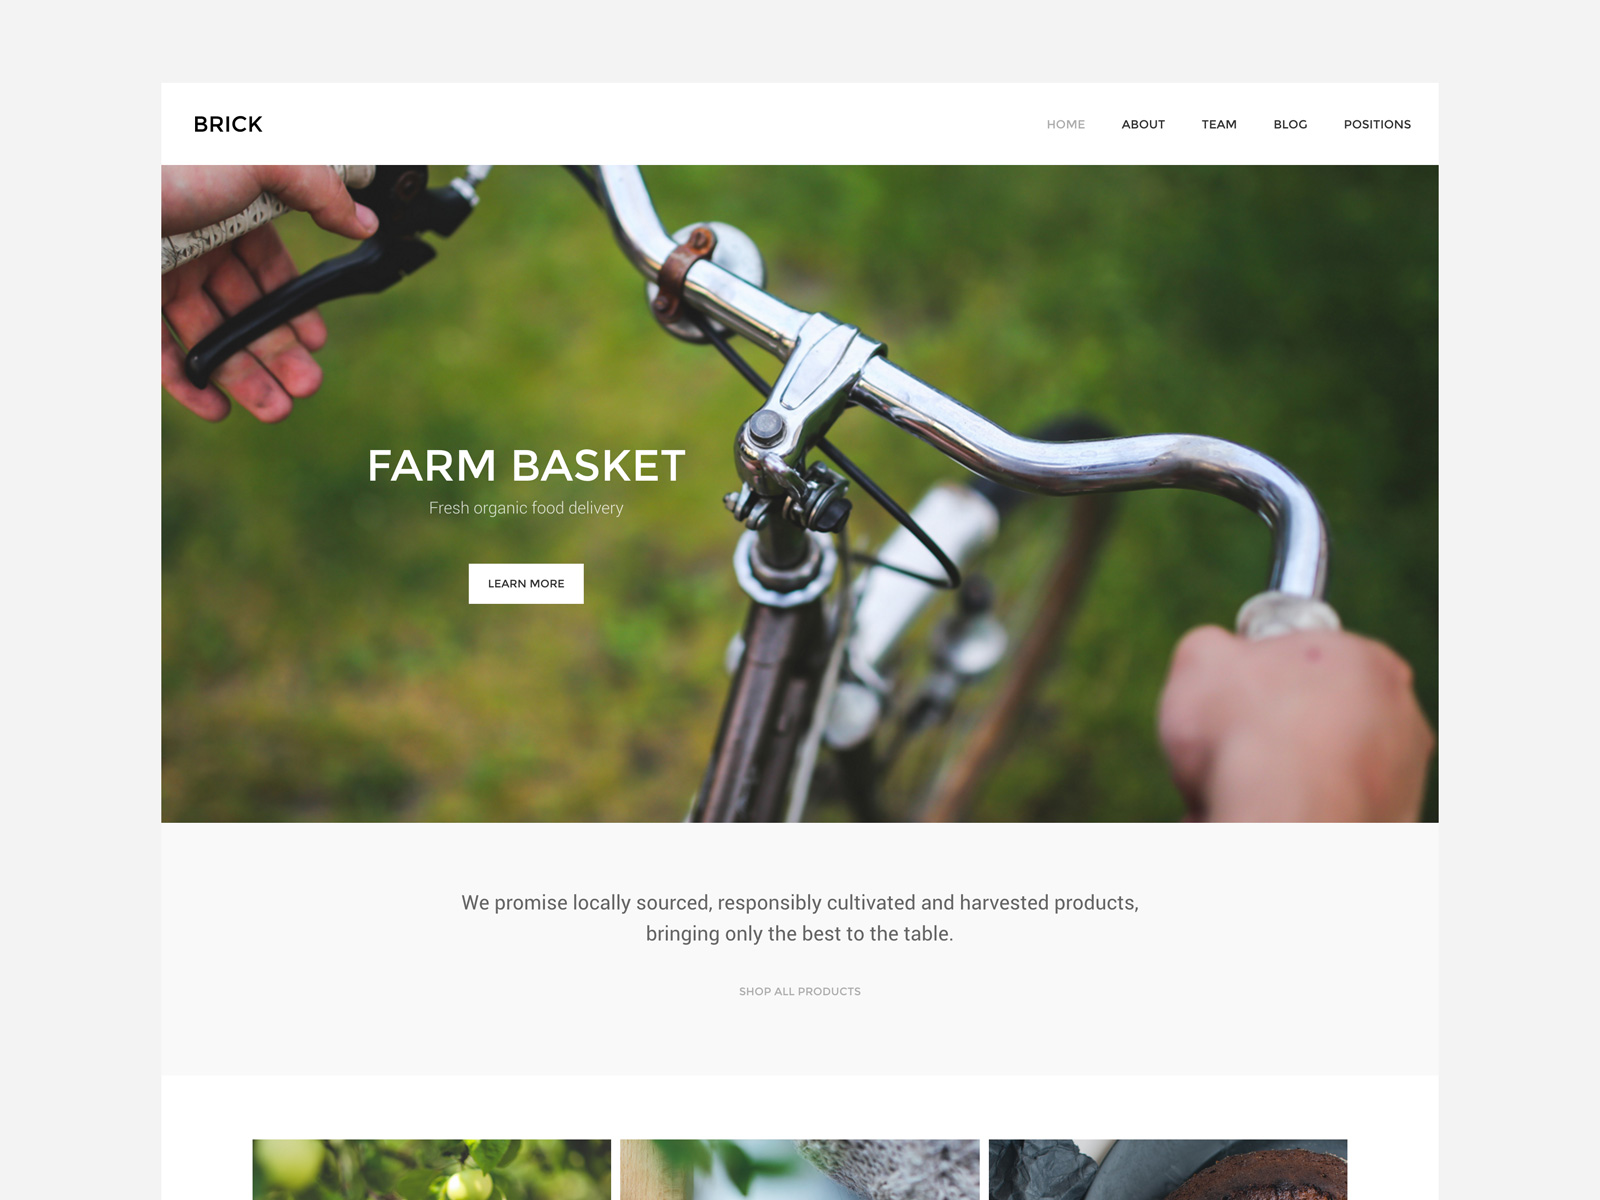 BRICK
HOME ABOUT TEAM BLOG POSITIONS
FARM BASKET
Fresh organic food delivery
LEARN MORE
We promise locally sourced, responsibly cultivated and harvested products,
bringing only the best to the table.
SHOP ALL PRODUCTS